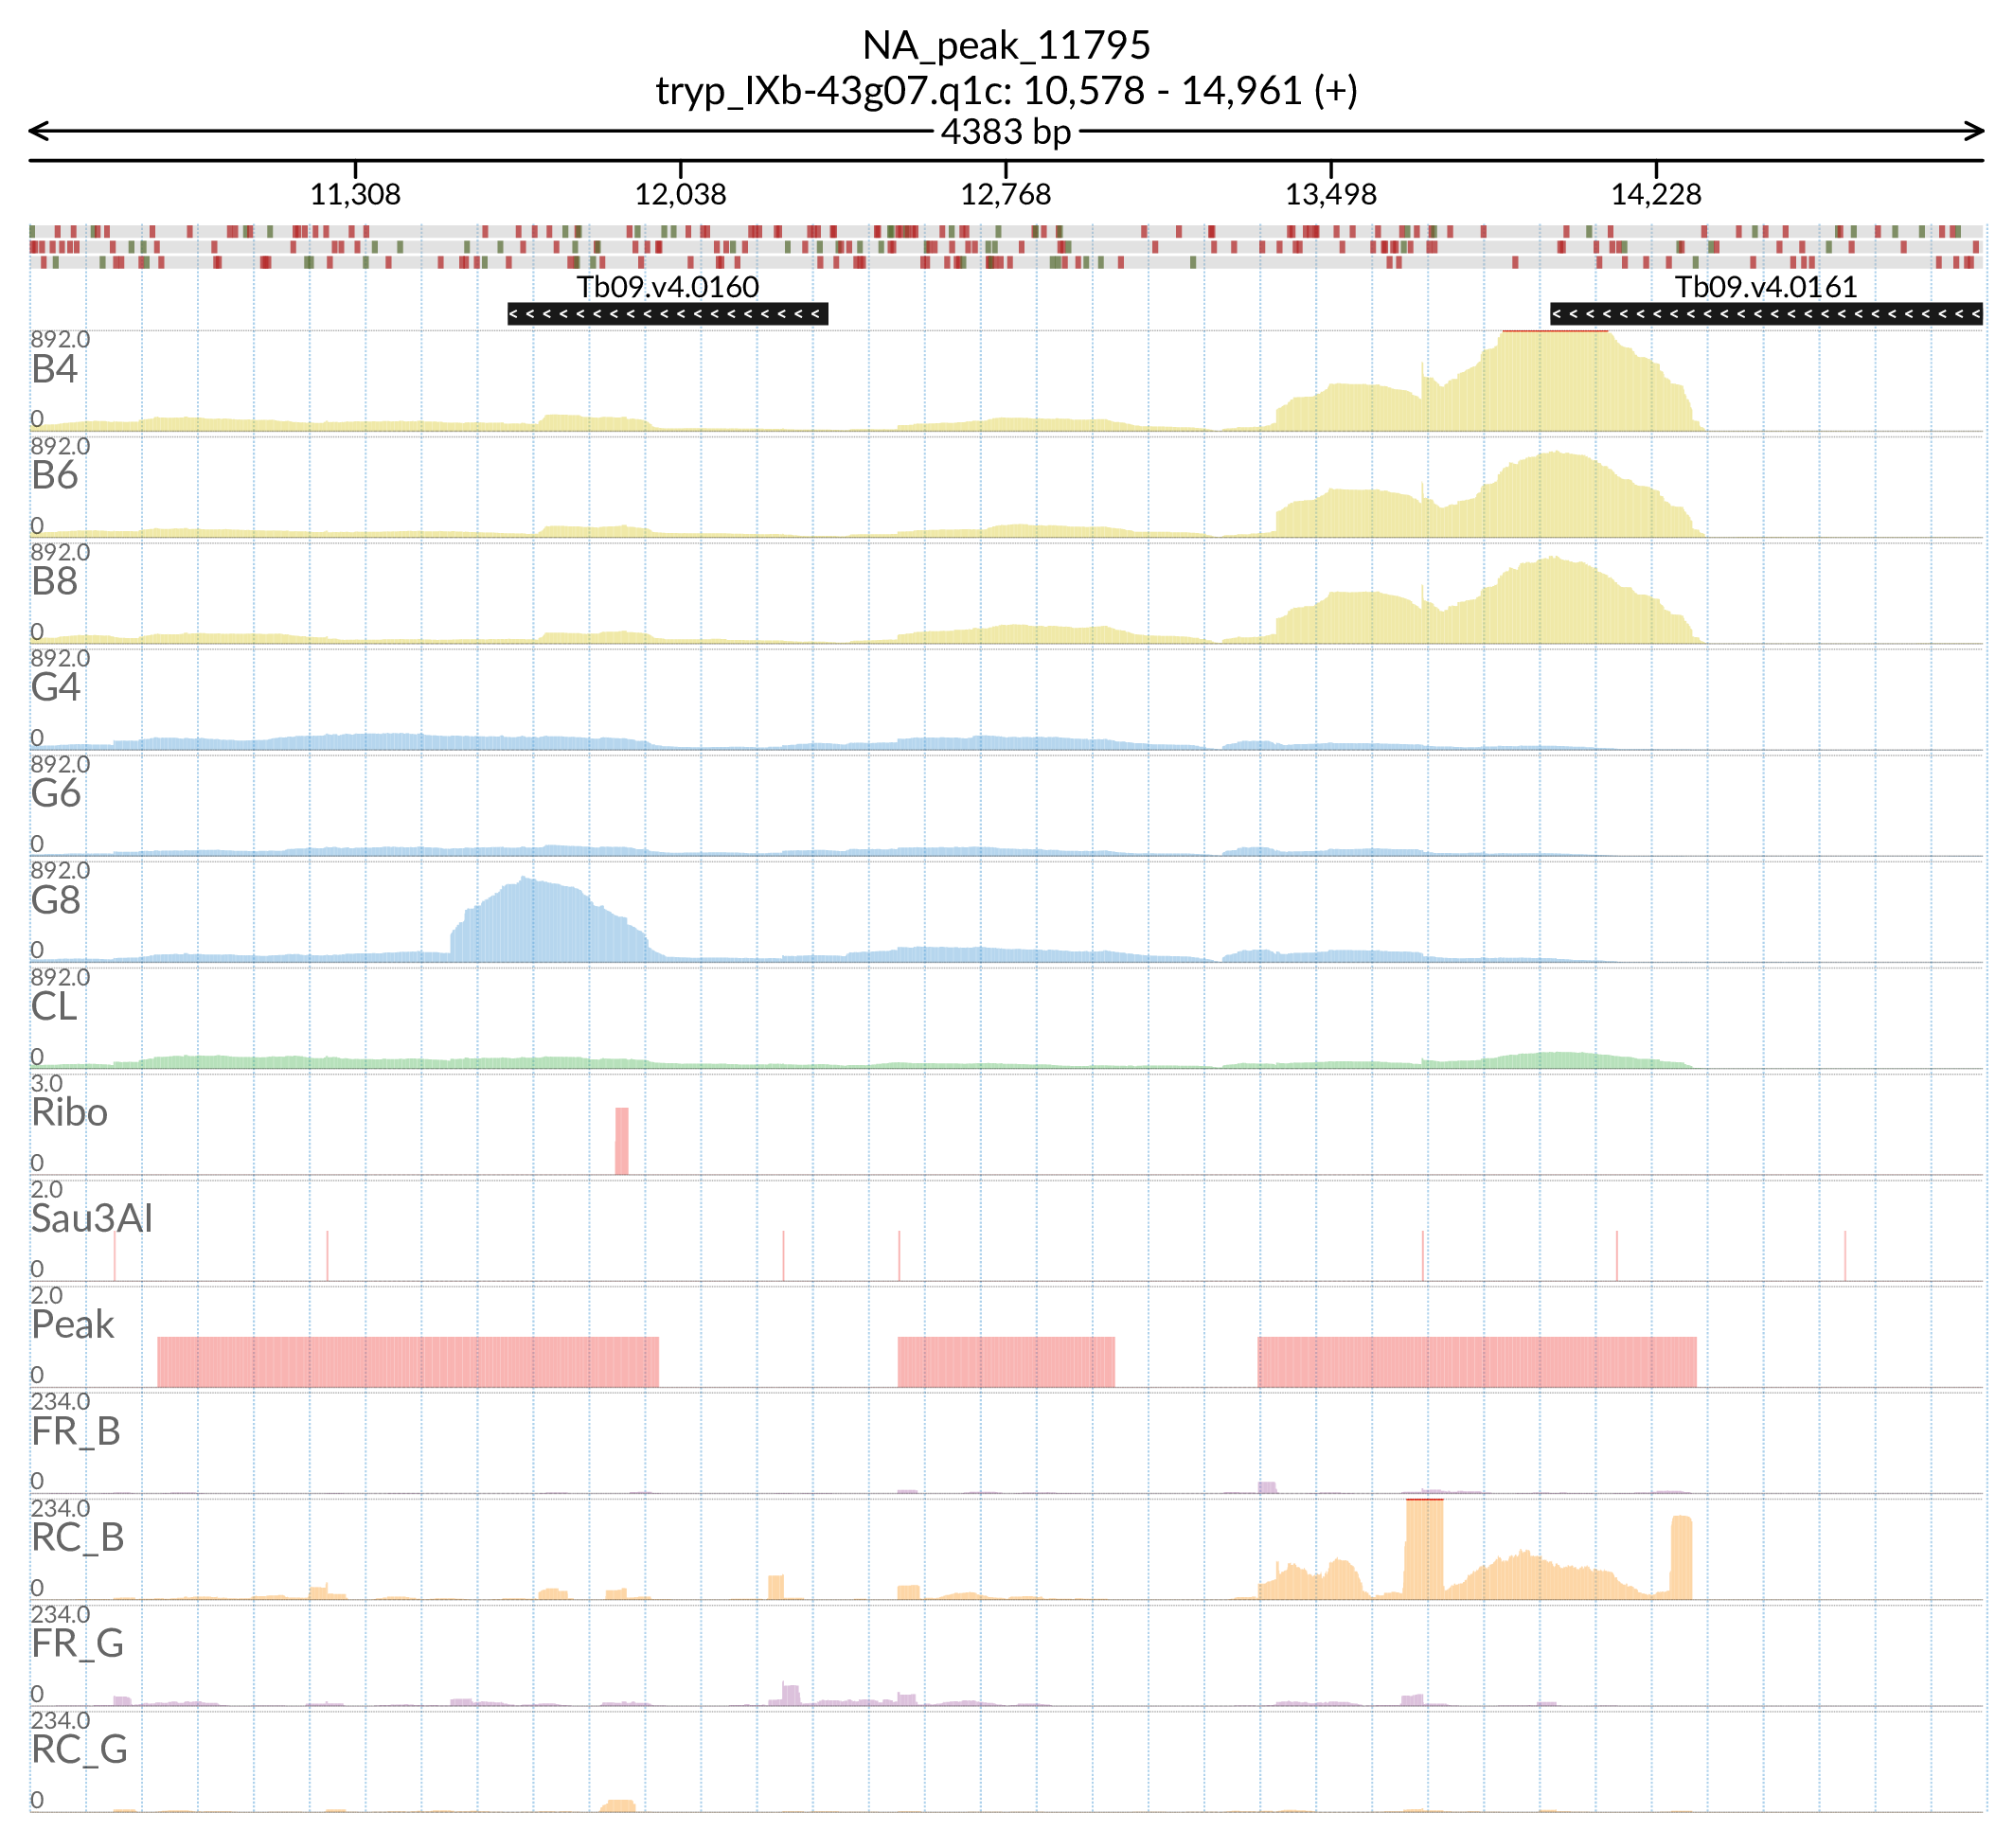 NA_peak_11795
tryp_IXb-43g07.q1c: 10,578 - 14,961 (+)
4383 bp
11,308 12,038 12,768 13,498 14,228
Tb09.v4.0160 Tb09.v4.0161
892.0
B4
0
892.0
B6
0
892.0
B8
0
892.0
G4
0
892.0
G6
0
892.0
G8
0
892.0
CL
0
3.0
Ribo
0
2.0
Sau3AI
0
2.0
Peak
0
234.0
FR_B
0
234.0
RC_B
0
234.0
FR_G
0
234.0
RC_G
0